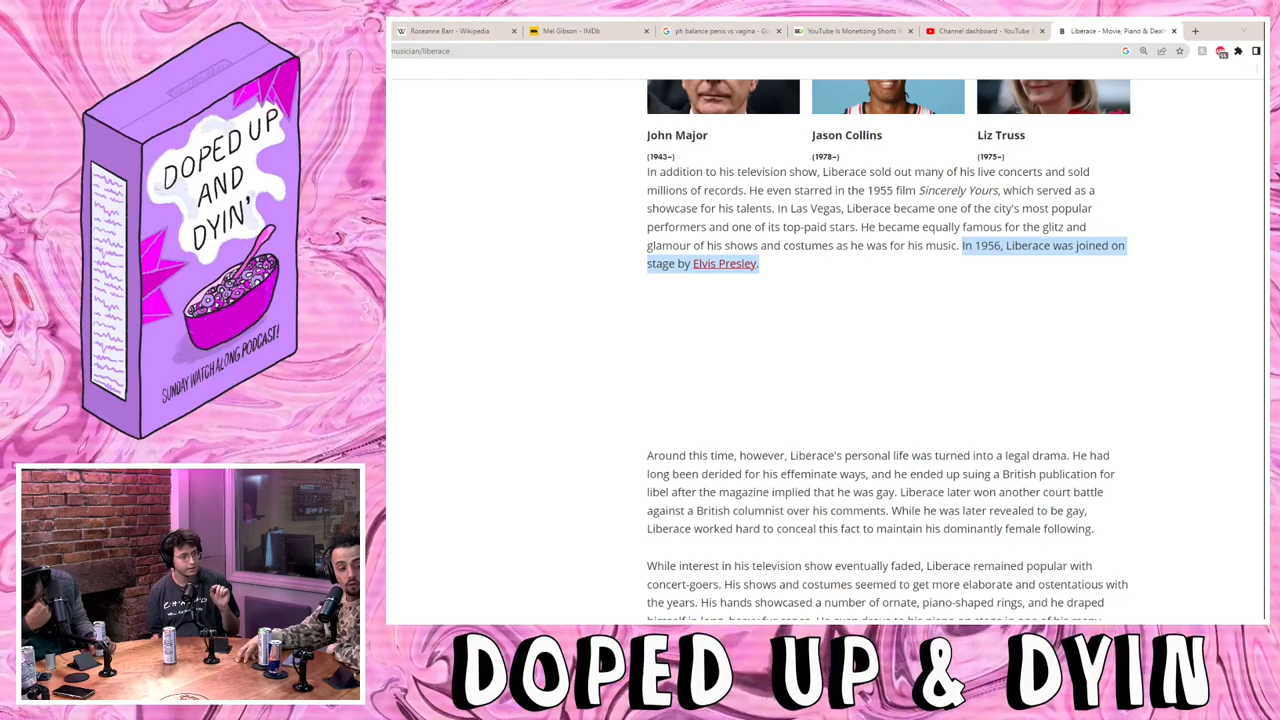 DOPED UP
AND
DYIN'
SUNDAY WATCH ALONG PODCAST!
Roseanne Barr - Wikipedia
Mel Gibson - IMDb
ph balance penis vs vagina - G
YouTube Is Monetizing Shorts V
Channel dashboard - YouTube
Liberace - Movie, Piano & Deat
musician/liberace
John Major
Jason Collins
Liz Truss
(1943–)
(1978–)
(1975–)
In addition to his television show, Liberace sold out many of his live concerts and sold
millions of records. He even starred in the 1955 film Sincerely Yours, which served as a
showcase for his talents. In Las Vegas, Liberace became one of the city's most popular
performers and one of its top-paid stars. He became equally famous for the glitz and
glamour of his shows and costumes as he was for his music. In 1956, Liberace was joined on
stage by Elvis Presley.
Around this time, however, Liberace's personal life was turned into a legal drama. He had
long been derided for his effeminate ways, and he ended up suing a British publication for
libel after the magazine implied that he was gay. Liberace later won another court battle
against a British columnist over his comments. While he was later revealed to be gay,
Liberace worked hard to conceal this fact to maintain his dominantly female following.
While interest in his television show eventually faded, Liberace remained popular with
concert-goers. His shows and costumes seemed to get more elaborate and ostentatious with
the years. His hands showcased a number of ornate, piano-shaped rings, and he draped
DOPED UP & DYIN